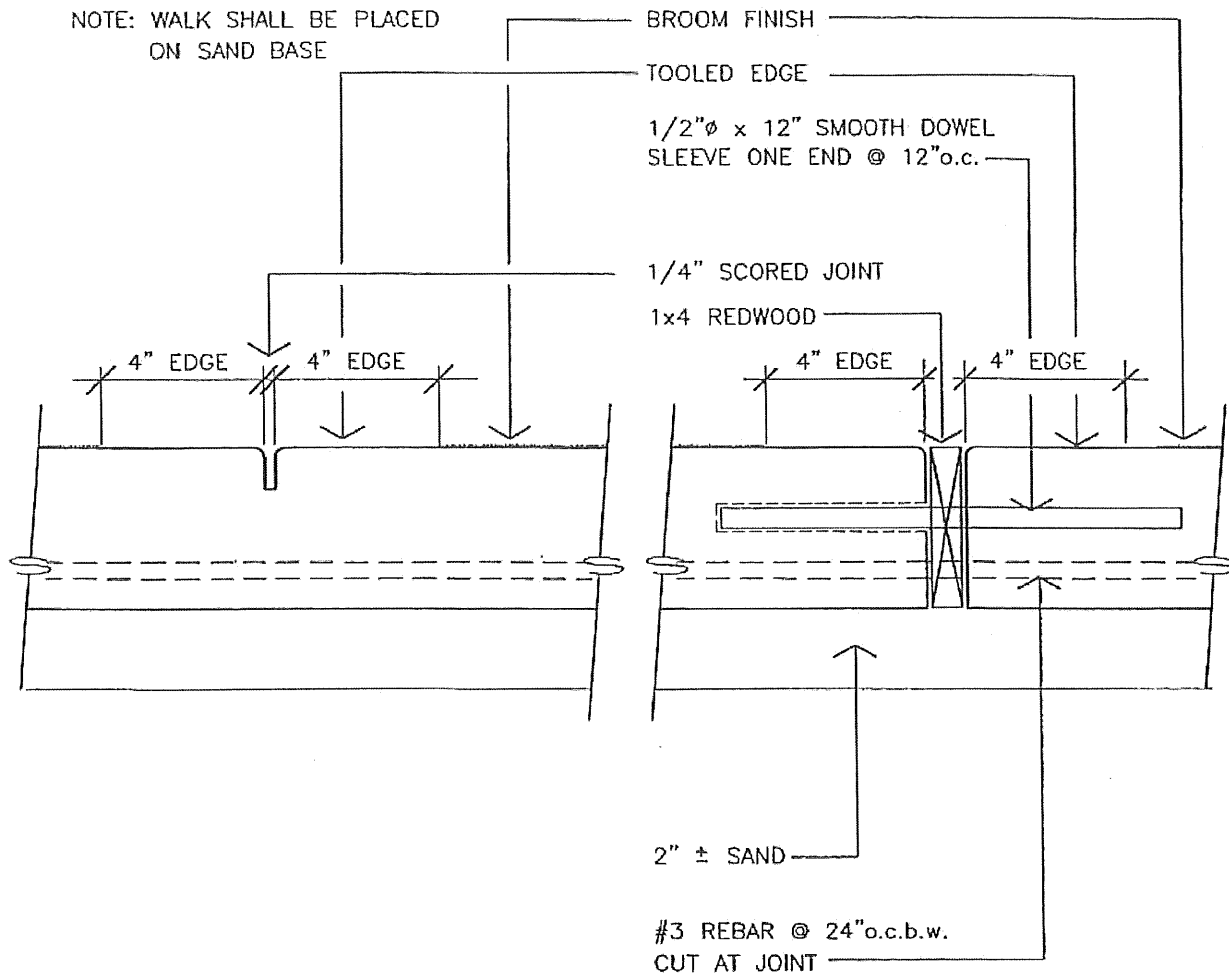 NOTE: WALK SHALL BE PLACED
ON SAND BASE
BROOM FINISH
TOOLED EDGE
1/2"ø x 12" SMOOTH DOWEL
SLEEVE ONE END @ 12"o.c.
1/4" SCORED JOINT
1x4 REDWOOD
4" EDGE
4" EDGE
4" EDGE
4" EDGE
2" ± SAND
#3 REBAR @ 24"o.c.b.w.
CUT AT JOINT